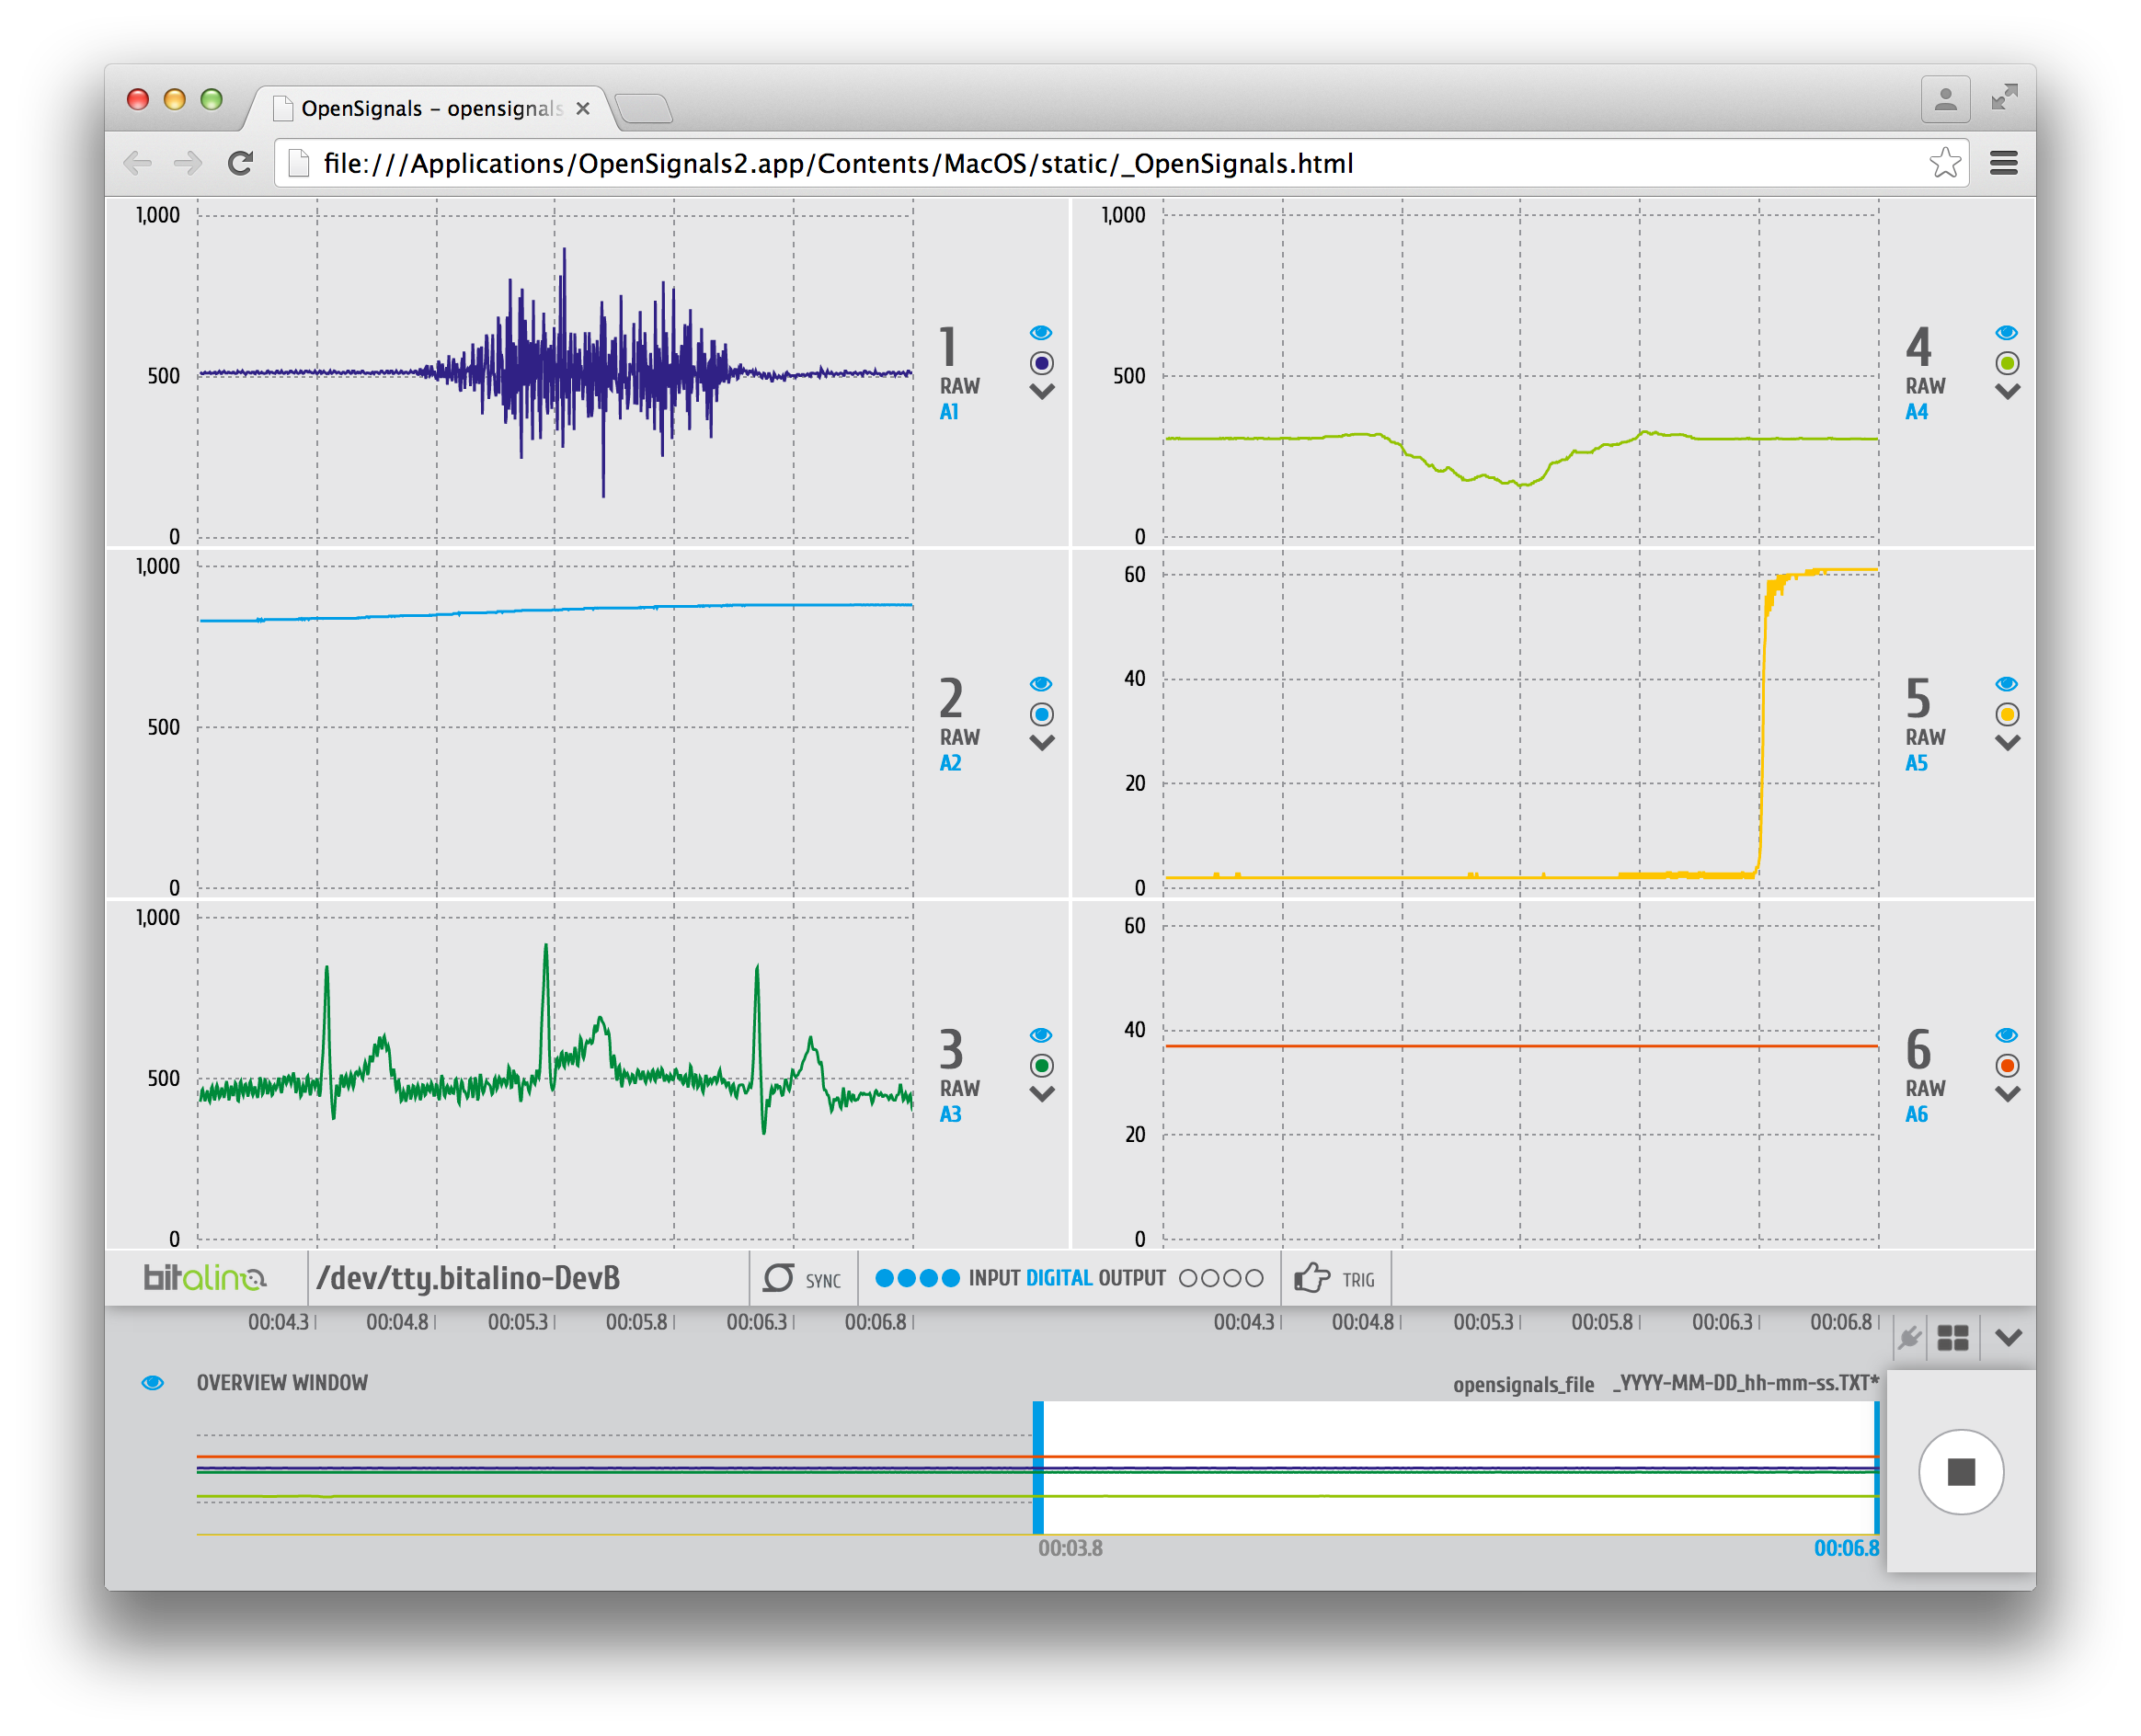 OpenSignals – opensignals
file:///Applications/OpenSignals2.app/Contents/MacOS/static/_OpenSignals.html
1,000
500
0
1
RAW
A1
1,000
500
0
4
RAW
A4
1,000
500
0
2
RAW
A2
60
40
20
0
5
RAW
A5
1,000
500
0
3
RAW
A3
60
40
20
0
6
RAW
A6
bitalino /dev/tty.bitalino-DevB SYNC INPUT DIGITAL OUTPUT TRIG
00:04.3 00:04.8 00:05.3 00:05.8 00:06.3 00:06.8 00:04.3 00:04.8 00:05.3 00:05.8 00:06.3 00:06.8
OVERVIEW WINDOW opensignals_file _YYYY-MM-DD_hh-mm-ss.TXT*
00:03.8 00:06.8